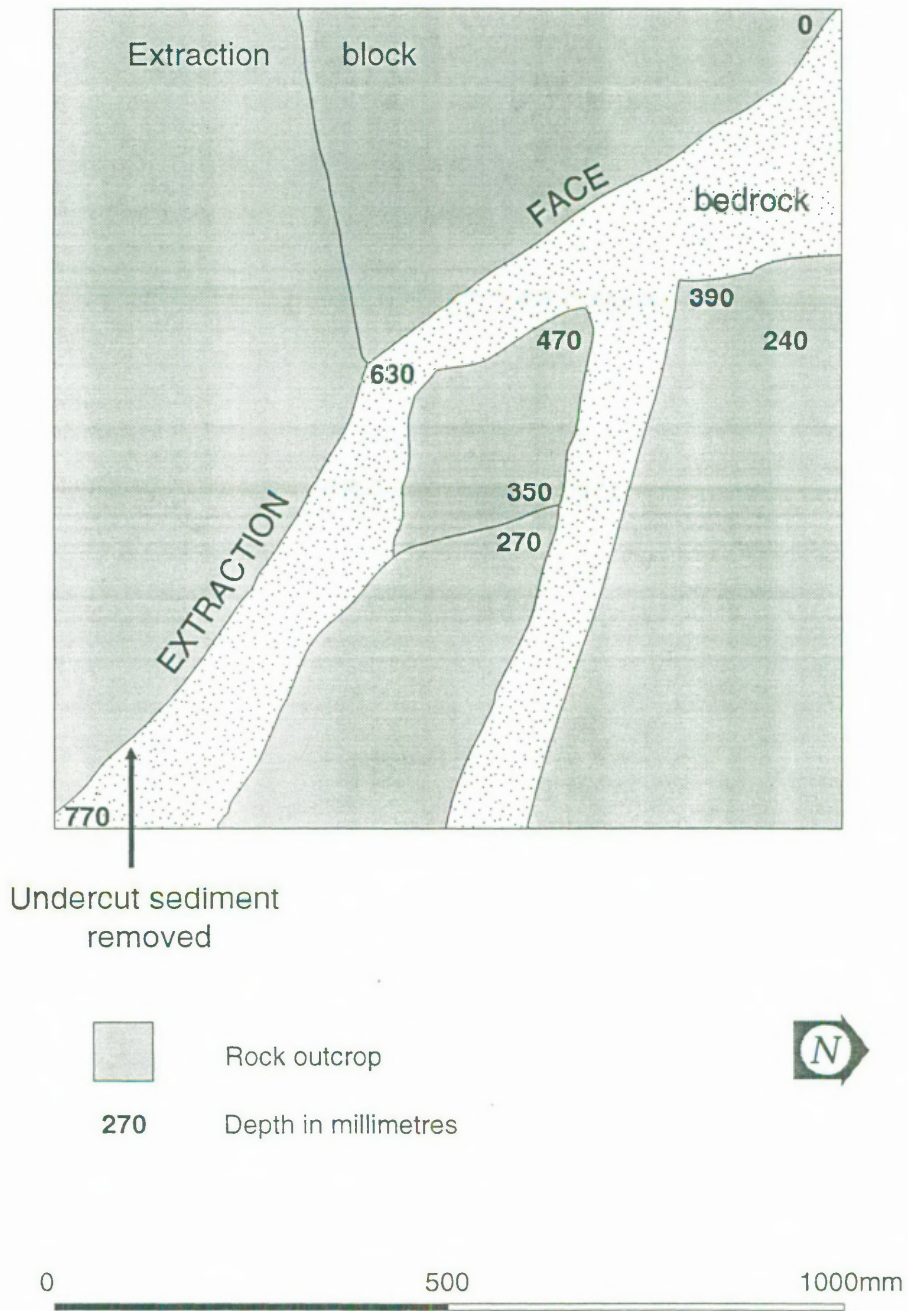 0
Extraction block
FACE
bedrock
390
470
240
630
350
270
EXTRACTION
770
Undercut sediment
removed
Rock outcrop
N
270 Depth in millimetres
0 500 1000mm